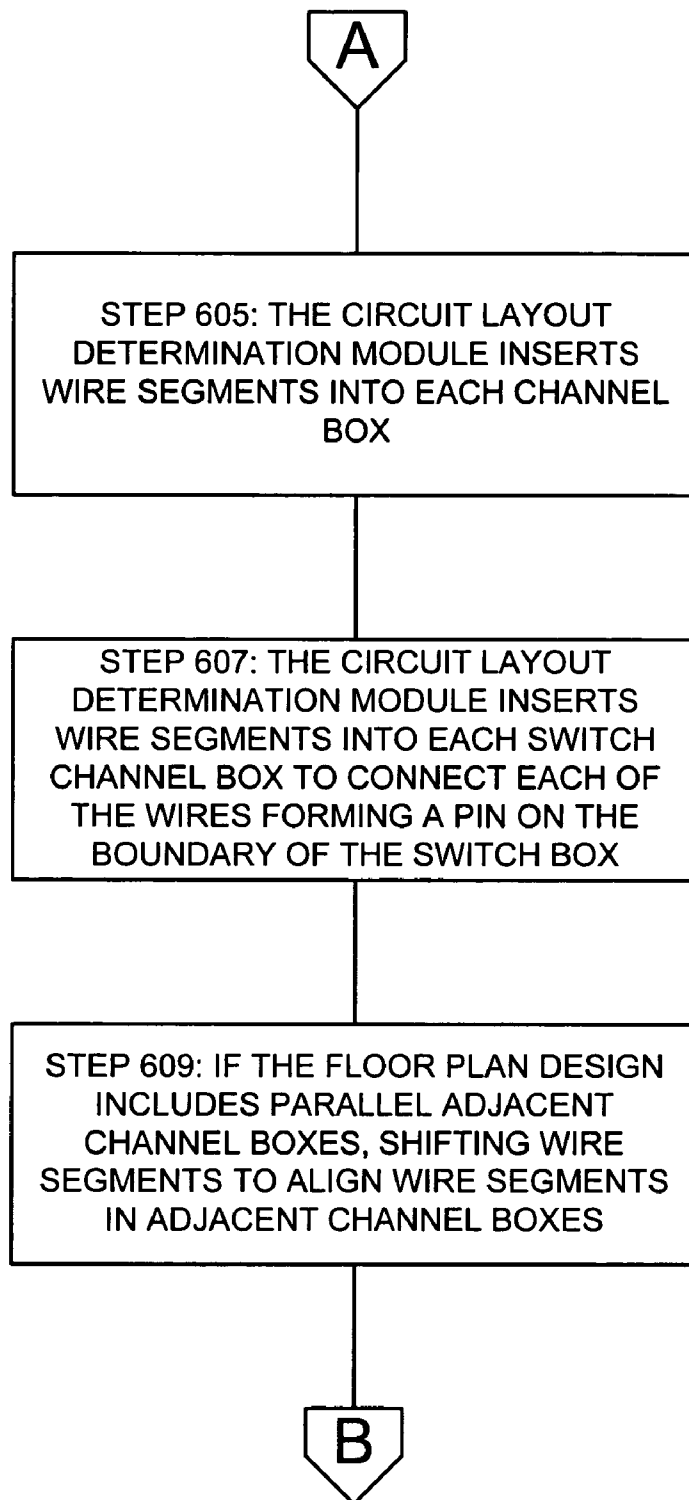 A
STEP 605: THE CIRCUIT LAYOUT
DETERMINATION MODULE INSERTS
WIRE SEGMENTS INTO EACH CHANNEL
BOX
STEP 607: THE CIRCUIT LAYOUT
DETERMINATION MODULE INSERTS
WIRE SEGMENTS INTO EACH SWITCH
CHANNEL BOX TO CONNECT EACH OF
THE WIRES FORMING A PIN ON THE
BOUNDARY OF THE SWITCH BOX
STEP 609: IF THE FLOOR PLAN DESIGN
INCLUDES PARALLEL ADJACENT
CHANNEL BOXES, SHIFTING WIRE
SEGMENTS TO ALIGN WIRE SEGMENTS
IN ADJACENT CHANNEL BOXES
B